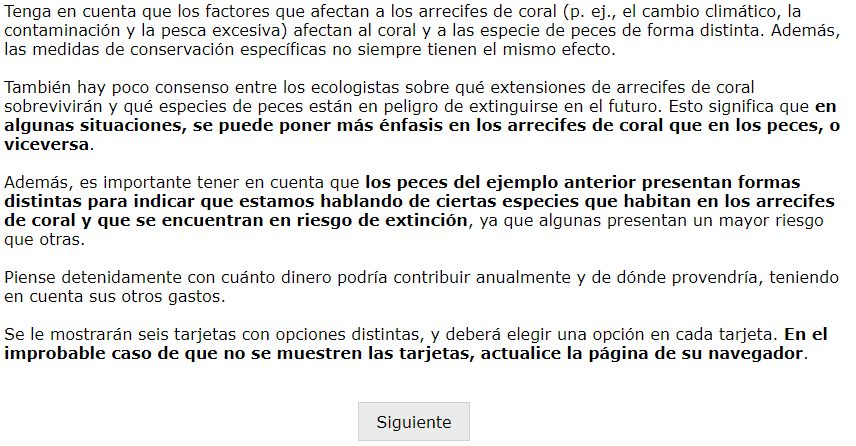 Tenga en cuenta que los factores que afectan a los arrecifes de coral (p. ej., el cambio climático, la
contaminación y la pesca excesiva) afectan al coral y a las especie de peces de forma distinta. Además,
las medidas de conservación específicas no siempre tienen el mismo efecto.
También hay poco consenso entre los ecologistas sobre qué extensiones de arrecifes de coral
sobrevivirán y qué especies de peces están en peligro de extinguirse en el futuro. Esto significa que en
algunas situaciones, se puede poner más énfasis en los arrecifes de coral que en los peces, o
viceversa.
Además, es importante tener en cuenta que los peces del ejemplo anterior presentan formas
distintas para indicar que estamos hablando de ciertas especies que habitan en los arrecifes
de coral y que se encuentran en riesgo de extinción, ya que algunas presentan un mayor riesgo
que otras.
Piense detenidamente con cuánto dinero podría contribuir anualmente y de dónde provendría, teniendo
en cuenta sus otros gastos.
Se le mostrarán seis tarjetas con opciones distintas, y deberá elegir una opción en cada tarjeta. En el
improbable caso de que no se muestren las tarjetas, actualice la página de su navegador.
Siguiente